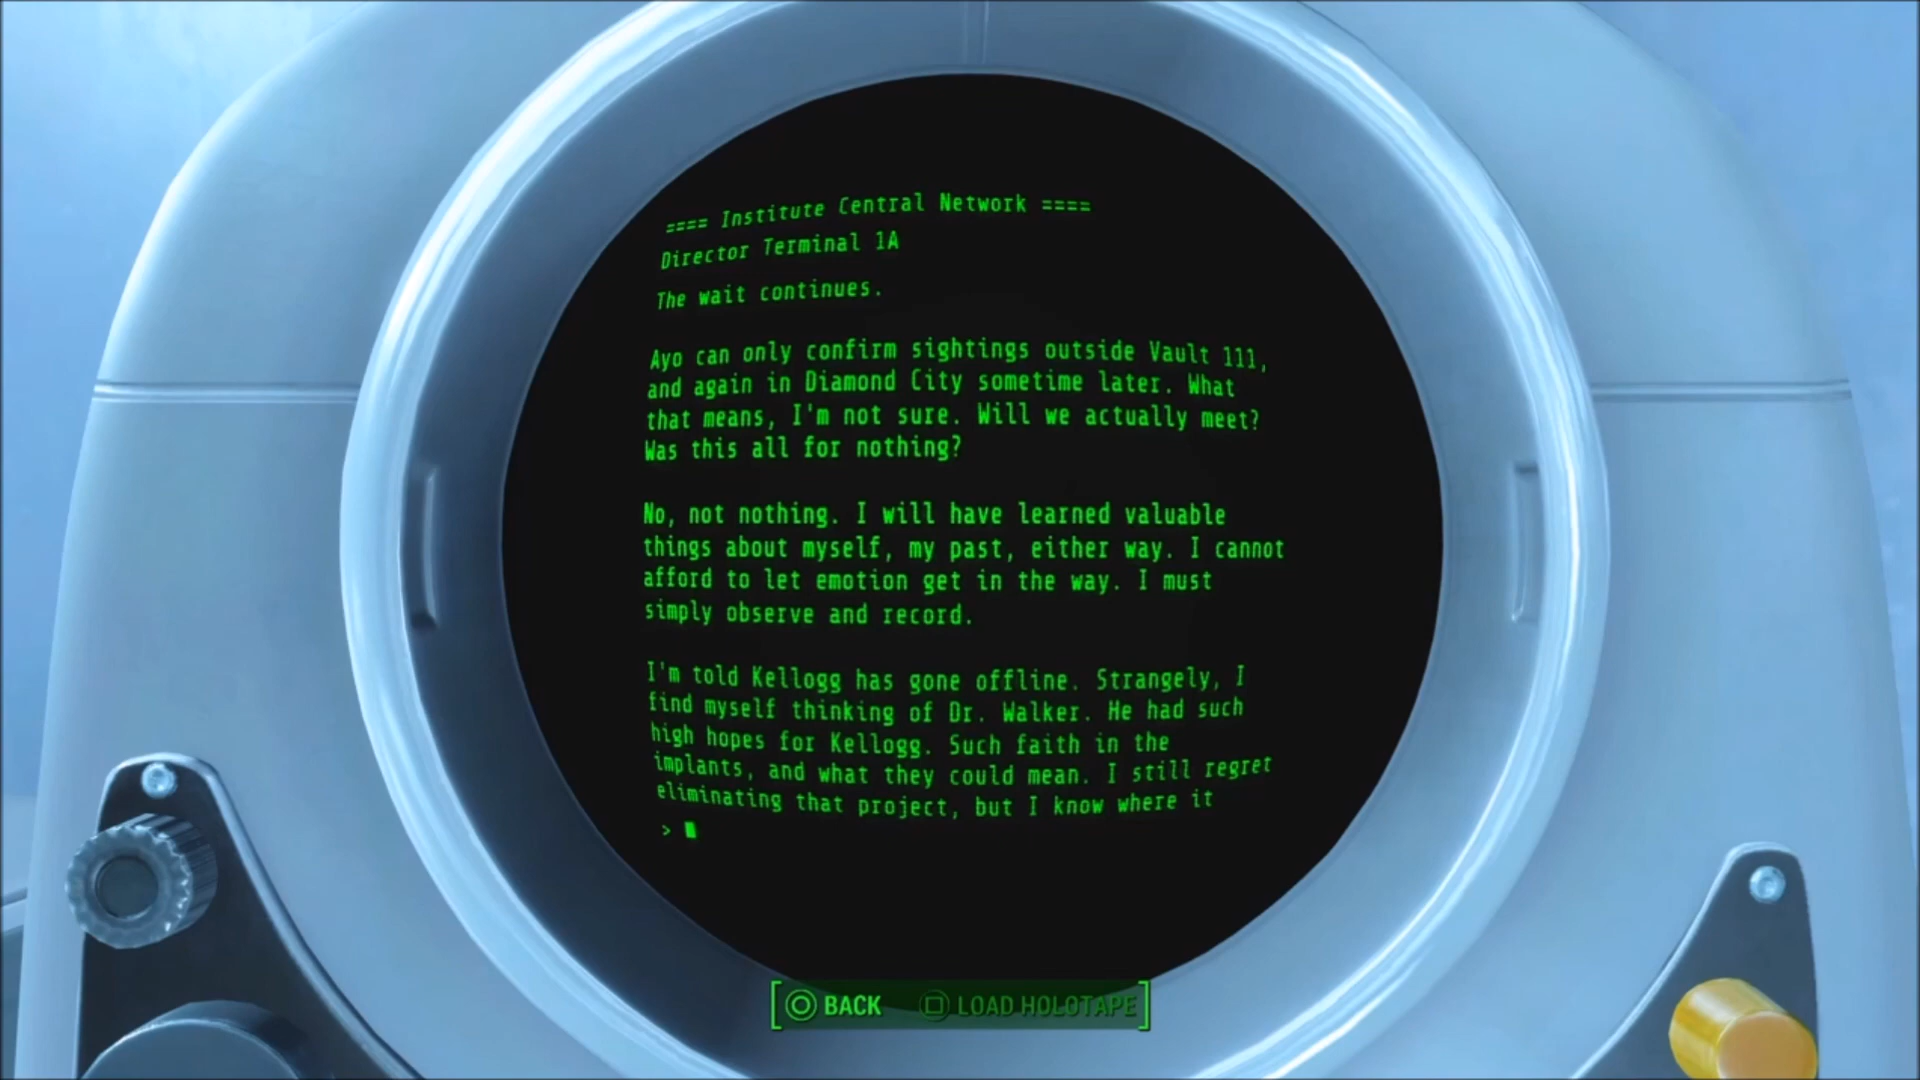 ==== Institute Central Network ====
Director Terminal 1A
The wait continues.
Ayo can only confirm sightings outside Vault 111,
and again in Diamond City sometime later. What
that means, I'm not sure. Will we actually meet?
Was this all for nothing?
No, not nothing. I will have learned valuable
things about myself, my past, either way. I cannot
afford to let emotion get in the way. I must
simply observe and record.
I'm told Kellogg has gone offline. Strangely, I
find myself thinking of Dr. Walker. He had such
high hopes for Kellogg. Such faith in the
implants, and what they could mean. I still regret
eliminating that project, but I know where it
>
BACK LOAD HOLOTAPE